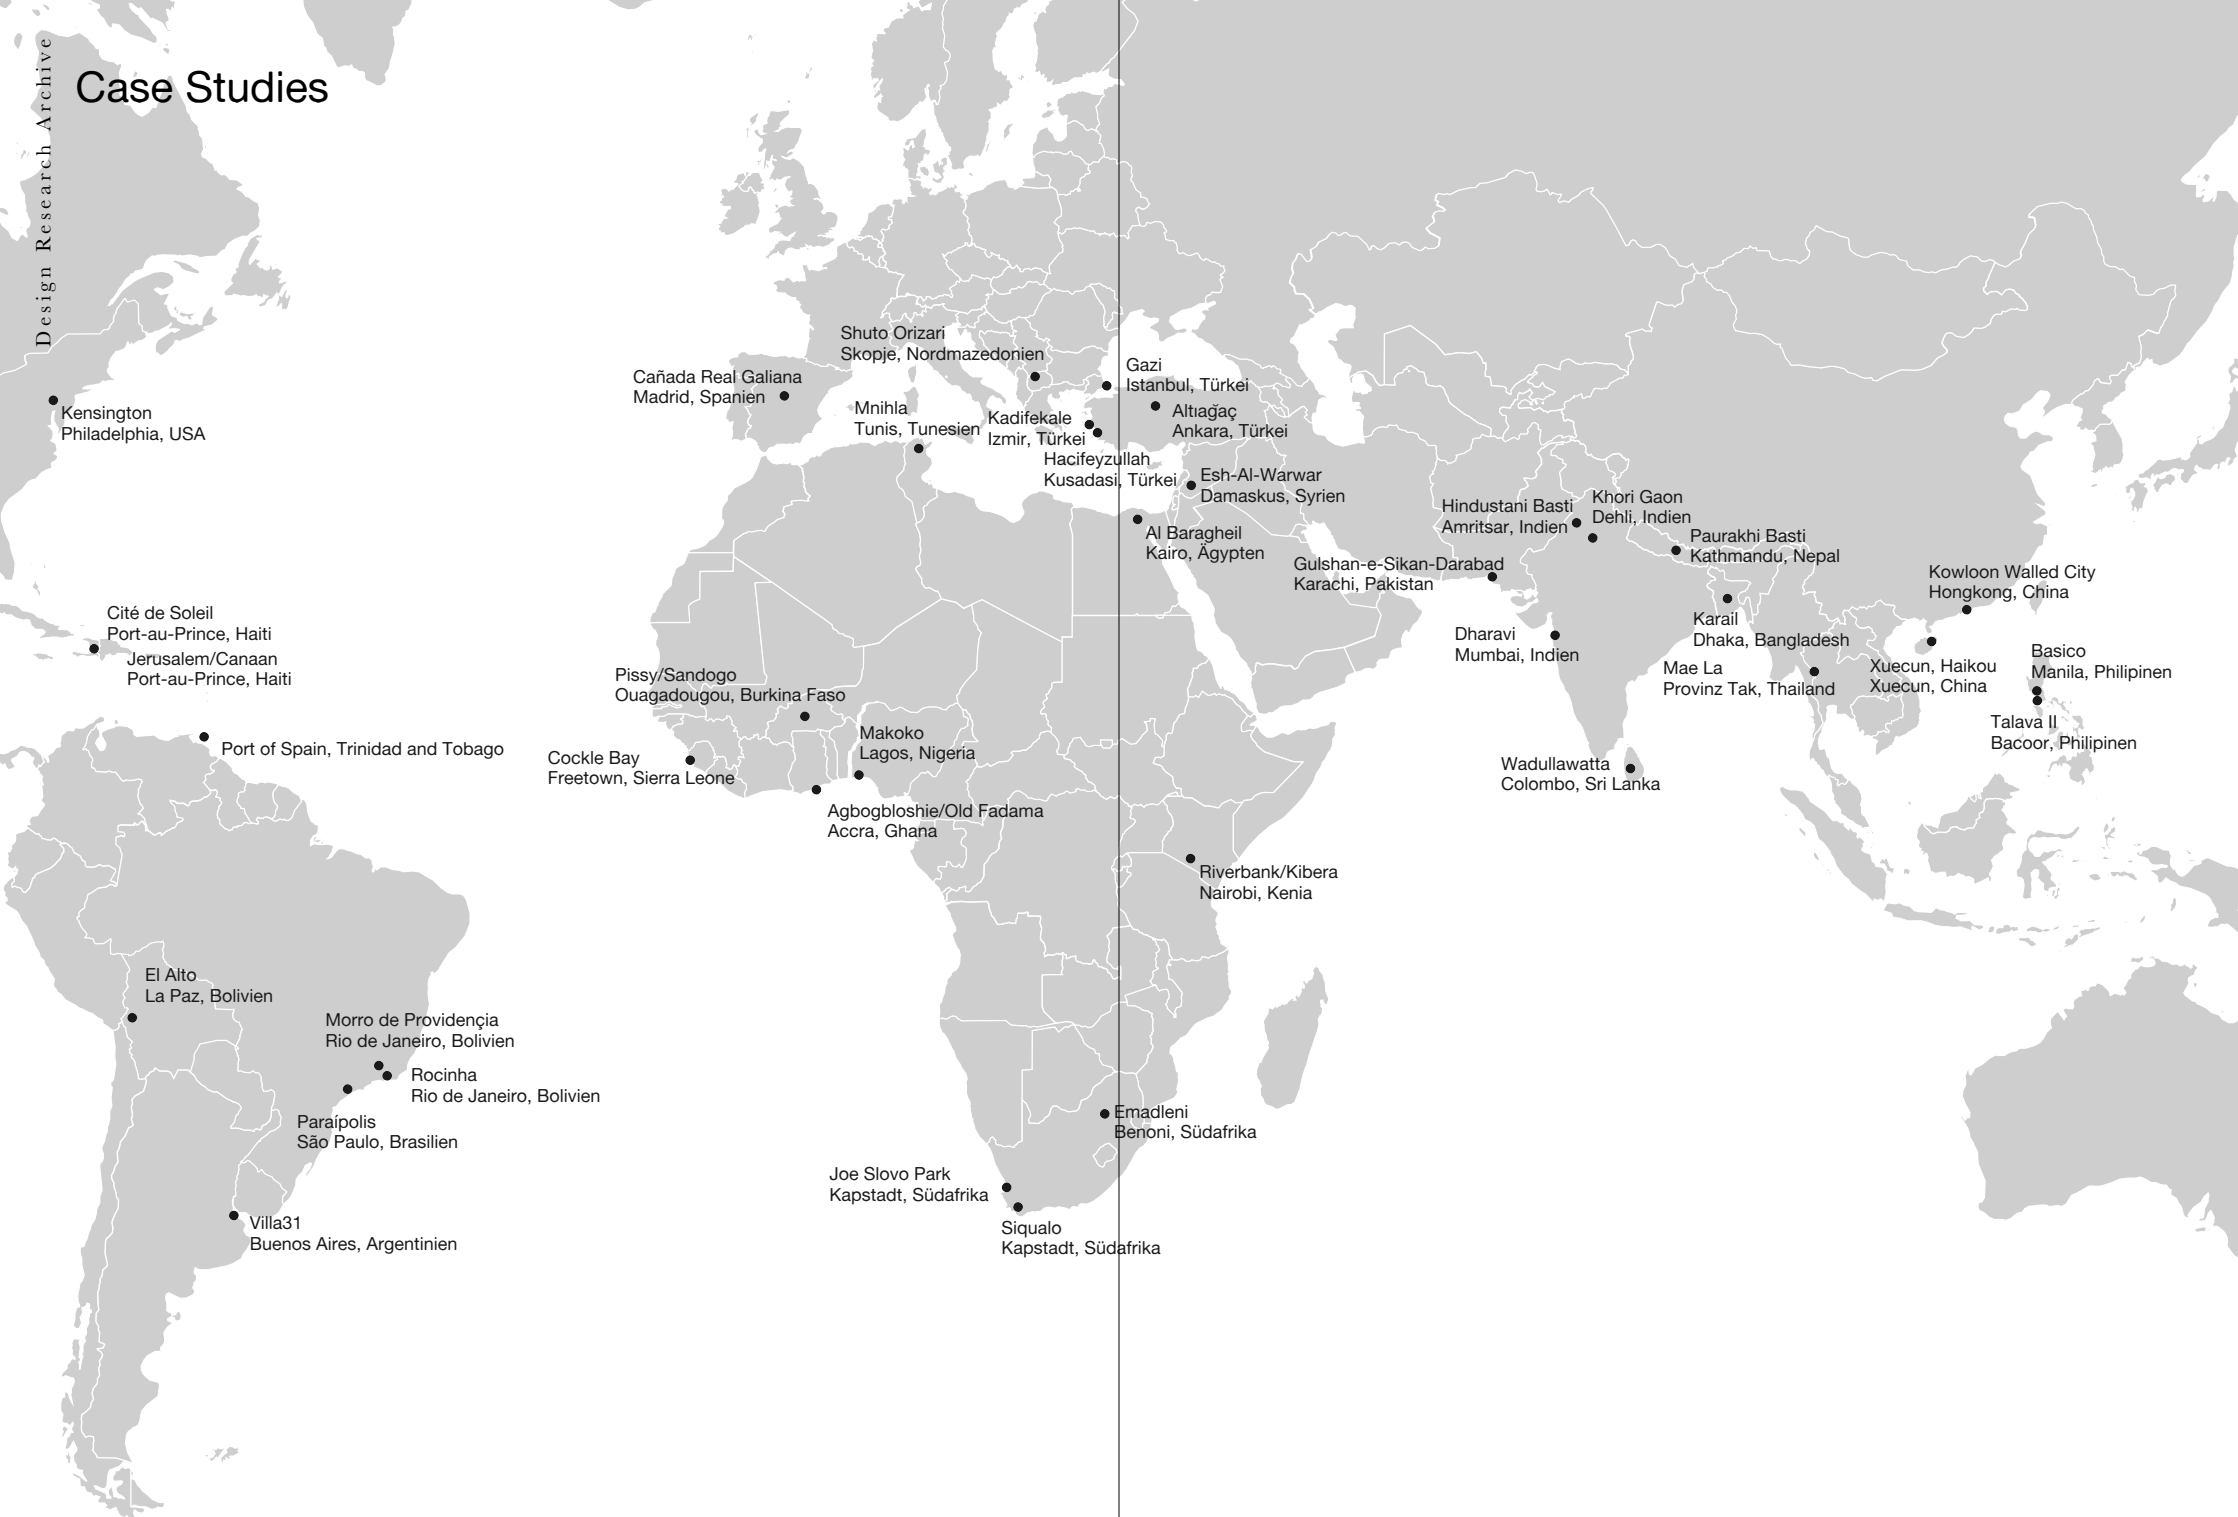 Design Research Archive
Case Studies
Kensington
Philadelphia, USA
Cité de Soleil
Port-au-Prince, Haiti
Jerusalem/Canaan
Port-au-Prince, Haiti
Port of Spain, Trinidad and Tobago
El Alto
La Paz, Bolivien
Morro de Providençia
Rio de Janeiro, Bolivien
Rocinha
Rio de Janeiro, Bolivien
Paraípolis
São Paulo, Brasilien
Villa31
Buenos Aires, Argentinien
Shuto Orizari
Skopje, Nordmazedonien
Cañada Real Galiana
Madrid, Spanien
Mnihla
Tunis, Tunesien
Kadifekale
Izmir, Türkei
Hacifeyzullah
Kusadasi, Türkei
Gazi
Istanbul, Türkei
Altıağaç
Ankara, Türkei
Esh-Al-Warwar
Damaskus, Syrien
Al Baragheil
Kairo, Ägypten
Pissy/Sandogo
Ouagadougou, Burkina Faso
Cockle Bay
Freetown, Sierra Leone
Makoko
Lagos, Nigeria
Agbogbloshie/Old Fadama
Accra, Ghana
Riverbank/Kibera
Nairobi, Kenia
Emadleni
Benoni, Südafrika
Joe Slovo Park
Kapstadt, Südafrika
Siqualo
Kapstadt, Südafrika
Hindustani Basti
Amritsar, Indien
Khori Gaon
Dehli, Indien
Paurakhi Basti
Kathmandu, Nepal
Gulshan-e-Sikan-Darabad
Karachi, Pakistan
Dharavi
Mumbai, Indien
Karail
Dhaka, Bangladesh
Mae La
Provinz Tak, Thailand
Wadullawatta
Colombo, Sri Lanka
Kowloon Walled City
Hongkong, China
Xuecun, Haikou
Xuecun, China
Basico
Manila, Philipinen
Talava II
Bacoor, Philipinen